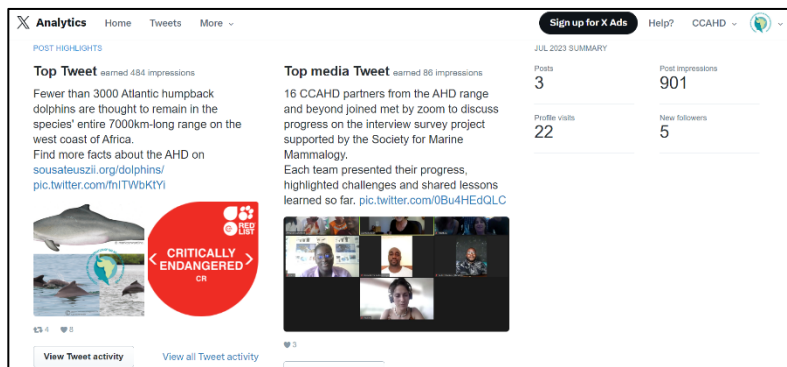 X Analytics Home Tweets More Sign up for X Ads Help? CCAHD
POST HIGHLIGHTS
Top Tweet earned 484 impressions
Fewer than 3000 Atlantic humpback
dolphins are thought to remain in the
species' entire 7000km-long range on the
west coast of Africa.
Find more facts about the AHD on
sousateuszii.org/dolphins/
pic.twitter.com/fnITWbKtYi
RED
LIST
CRITICALLY
ENDANGERED
CR
4 8
View Tweet activity View all Tweet activity
Top media Tweet earned 86 impressions
16 CCAHD partners from the AHD range
and beyond joined met by zoom to discuss
progress on the interview survey project
supported by the Society for Marine
Mammalogy.
Each team presented their progress,
highlighted challenges and shared lessons
learned so far. pic.twitter.com/0Bu4HEdQLC
3
JUL 2023 SUMMARY
Posts Post impressions
3 901
Profile visits New followers
22 5